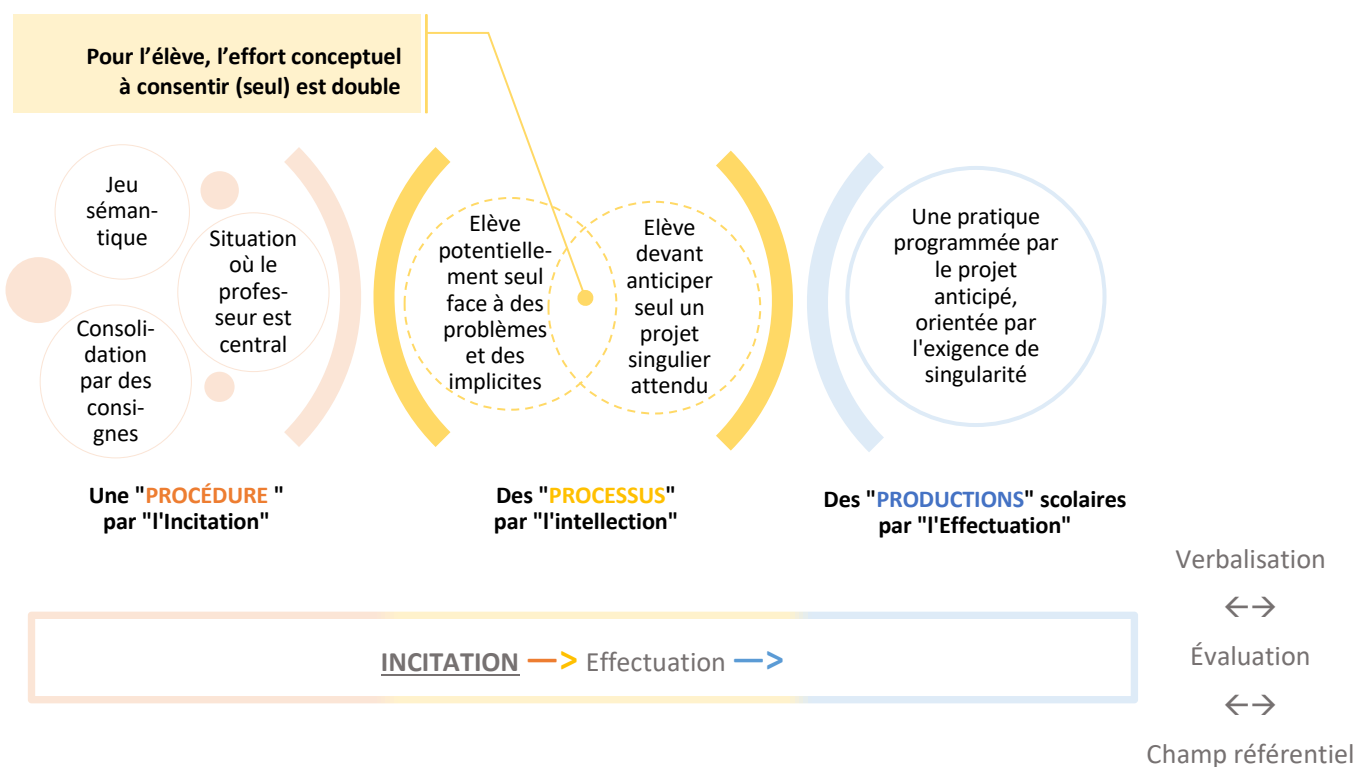 Pour l’élève, l’effort conceptuel
à consentir (seul) est double
Jeu
séman-
tique
Situation
où le
profes-
seur est
central
Consoli-
dation
par des
consi-
gnes
Elève
potentielle-
ment seul
face à des
problèmes
et des
implicites
Elève
devant
anticiper
seul un
projet
singulier
attendu
Une pratique
programmée par
le projet
anticipé,
orientée par
l'exigence de
singularité
Une "PROCÉDURE "
par "l'Incitation"
Des "PROCESSUS"
par "l'intellection"
Des "PRODUCTIONS" scolaires
par "l'Effectuation"
INCITATION —> Effectuation —>
Verbalisation
←→
Évaluation
←→
Champ référentiel